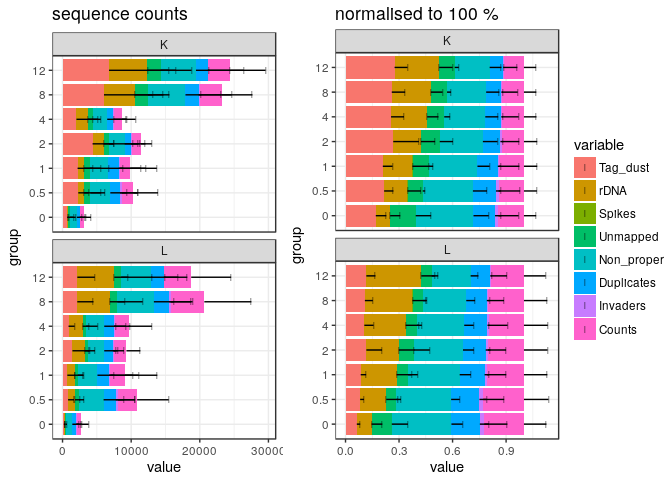 sequence counts
K
12
8
4
2
1
0.5
0
L
12
8
4
2
1
0.5
0
group
0
10000
20000
30000
value
normalised to 100 %
K
12
8
4
2
1
0.5
0
L
12
8
4
2
1
0.5
0
group
0.0
0.3
0.6
0.9
value
variable
Tag_dust
rDNA
Spikes
Unmapped
Non_proper
Duplicates
Invaders
Counts